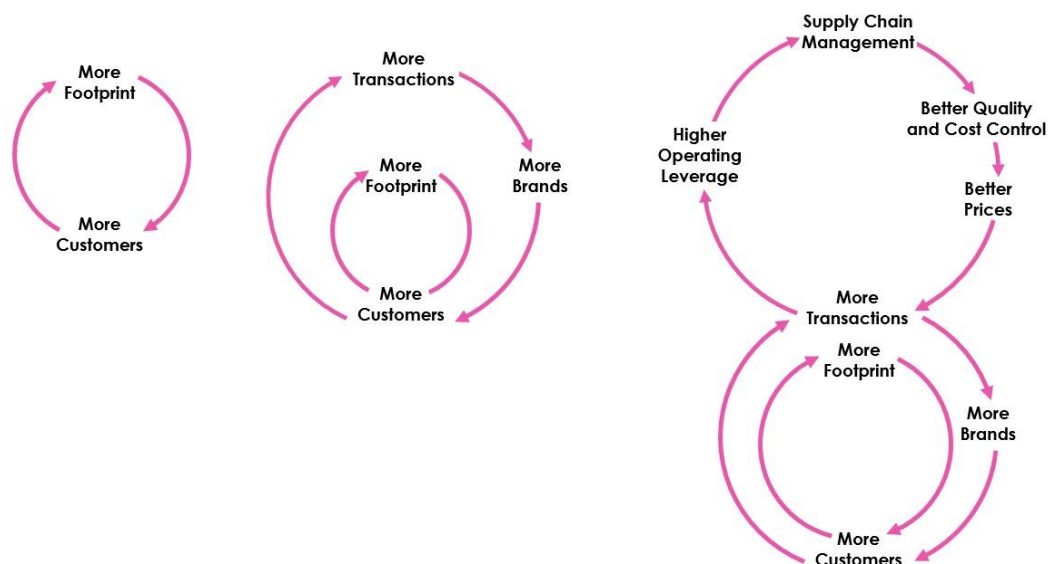 More
Footprint
More
Customers
More
Transactions
More
Footprint
More
Brands
More
Customers
Supply Chain
Management
Better Quality
and Cost Control
Higher
Operating
Leverage
Better
Prices
More
Transactions
More
Footprint
More
Brands
More
Customers